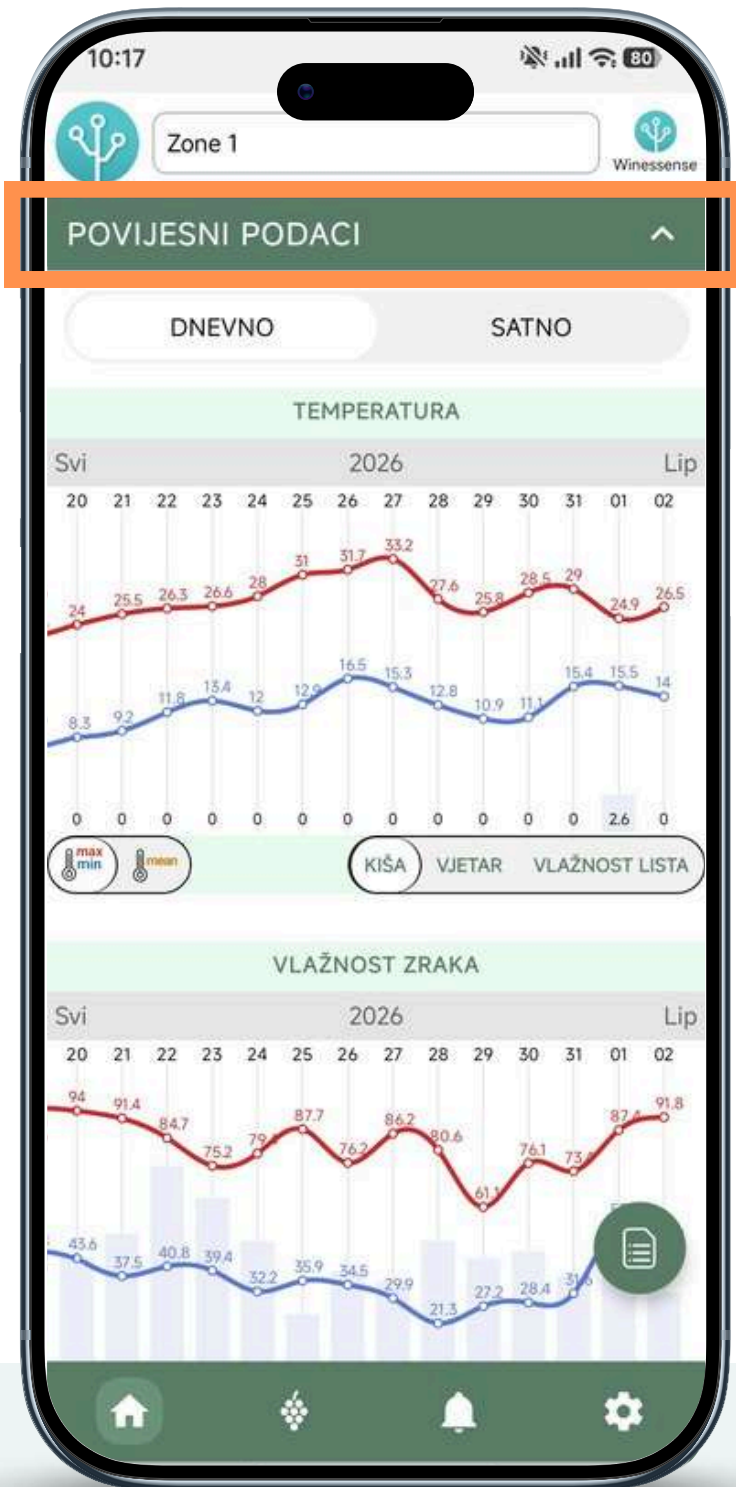 10:17 80
Zone 1
Winessense
POVIJESNI PODACI
DNEVNO SATNO
TEMPERATURA
Svi 2026 Lip
20 21 22 23 24 25 26 27 28 29 30 31 01 02
24 25.5 26.3 26.6 28 31 31.7 33.2 27.6 25.8 28.5 29 24.9 26.5
8.3 9.2 11.8 13.4 12 12.9 16.5 15.3 12.8 10.9 11.1 15.4 15.5 14
0 0 0 0 0 0 0 0 0 0 0 0 2.6 0
max
min mean KIŠA VJETAR VLAŽNOST LISTA
VLAŽNOST ZRAKA
Svi 2026 Lip
20 21 22 23 24 25 26 27 28 29 30 31 01 02
94 91.4 84.7 75.2 87.7 76.2 86.2 80.6 61.1 76.1 87.4 91.8
43.6 37.5 40.8 39.4 32.2 35.9 34.5 29.9 21.3 27.2 28.4